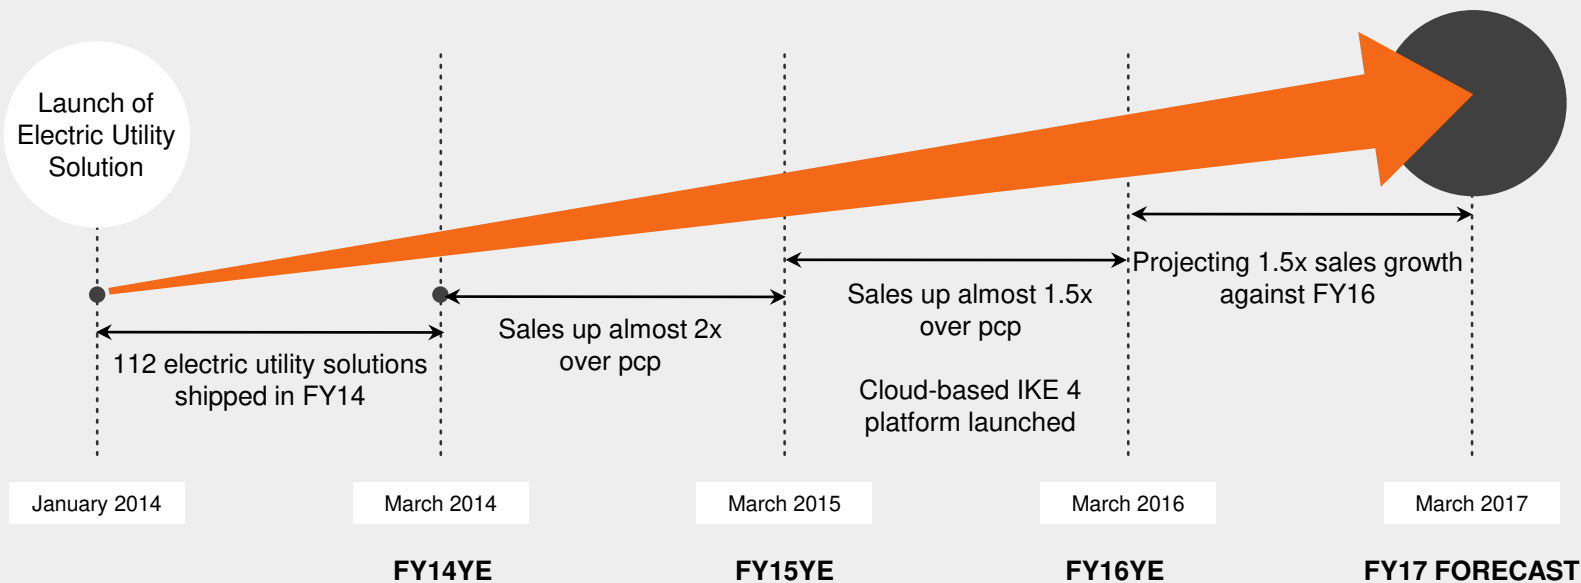 Launch of
Electric Utility
Solution
112 electric utility solutions
shipped in FY14
Sales up almost 2x
over pcp
Sales up almost 1.5x
over pcp
Cloud-based IKE 4
platform launched
Projecting 1.5x sales growth
against FY16
January 2014
March 2014
March 2015
March 2016
March 2017
FY14YE
FY15YE
FY16YE
FY17 FORECAST